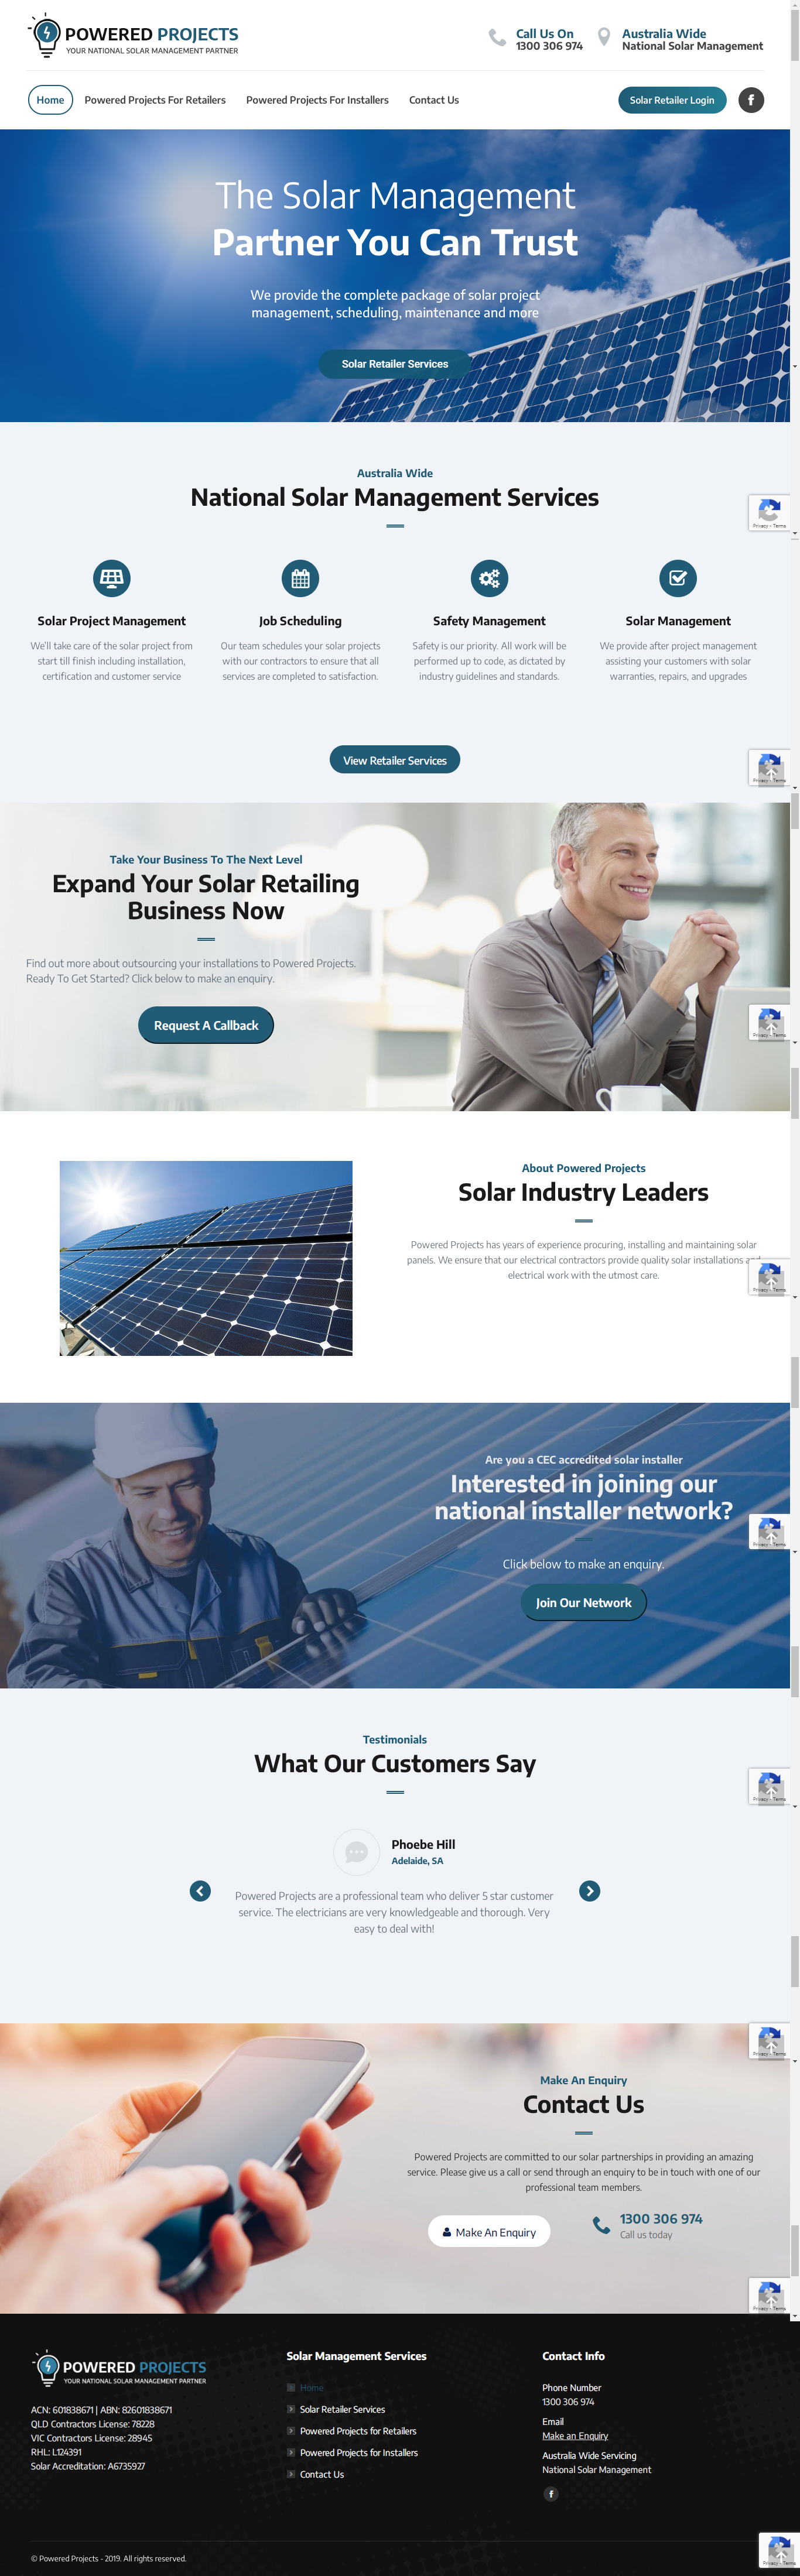 POWERED PROJECTS
YOUR NATIONAL SOLAR MANAGEMENT PARTNER
Call Us On
1300 306 974
Australia Wide
National Solar Management
Home
Powered Projects For Retailers
Powered Projects For Installers
Contact Us
Solar Retailer Login
The Solar Management
Partner You Can Trust
We provide the complete package of solar project
management, scheduling, maintenance and more
Solar Retailer Services
Australia Wide
National Solar Management Services
Privacy - Terms
Solar Project Management
We'll take care of the solar project from
start till finish including installation,
certification and customer service
Job Scheduling
Our team schedules your solar projects
with our contractors to ensure that all
services are completed to satisfaction.
Safety Management
Safety is our priority. All work will be
performed up to code, as dictated by
industry guidelines and standards.
Solar Management
We provide after project management
assisting your customers with solar
warranties, repairs, and upgrades
View Retailer Services
Privacy - Terms
Take Your Business To The Next Level
Expand Your Solar Retailing
Business Now
Find out more about outsourcing your installations to Powered Projects.
Ready To Get Started? Click below to make an enquiry.
Request A Callback
Privacy - Terms
About Powered Projects
Solar Industry Leaders
Powered Projects has years of experience procuring, installing and maintaining solar
panels. We ensure that our electrical contractors provide quality solar installations and
electrical work with the utmost care.
Privacy - Terms
Are you a CEC accredited solar installer
Interested in joining our
national installer network?
Click below to make an enquiry.
Join Our Network
Privacy - Terms
Testimonials
What Our Customers Say
Privacy - Terms
Phoebe Hill
Adelaide, SA
Powered Projects are a professional team who deliver 5 star customer
service. The electricians are very knowledgeable and thorough. Very
easy to deal with!
Privacy - Terms
Make An Enquiry
Contact Us
Powered Projects are committed to our solar partnerships in providing an amazing
service. Please give us a call or send through an enquiry to be in touch with one of our
professional team members.
Make An Enquiry
1300 306 974
Call us today
Privacy - Terms
POWERED PROJECTS
YOUR NATIONAL SOLAR MANAGEMENT PARTNER
ACN: 601838671 | ABN: 82601838671
QLD Contractors License: 78228
VIC Contractors License: 28945
RHL: L124391
Solar Accreditation: A6735927
Solar Management Services
Home
Solar Retailer Services
Powered Projects for Retailers
Powered Projects for Installers
Contact Us
Contact Info
Phone Number
1300 306 974
Email
Make an Enquiry
Australia Wide Servicing
National Solar Management
© Powered Projects - 2019. All rights reserved.
Privacy - Terms